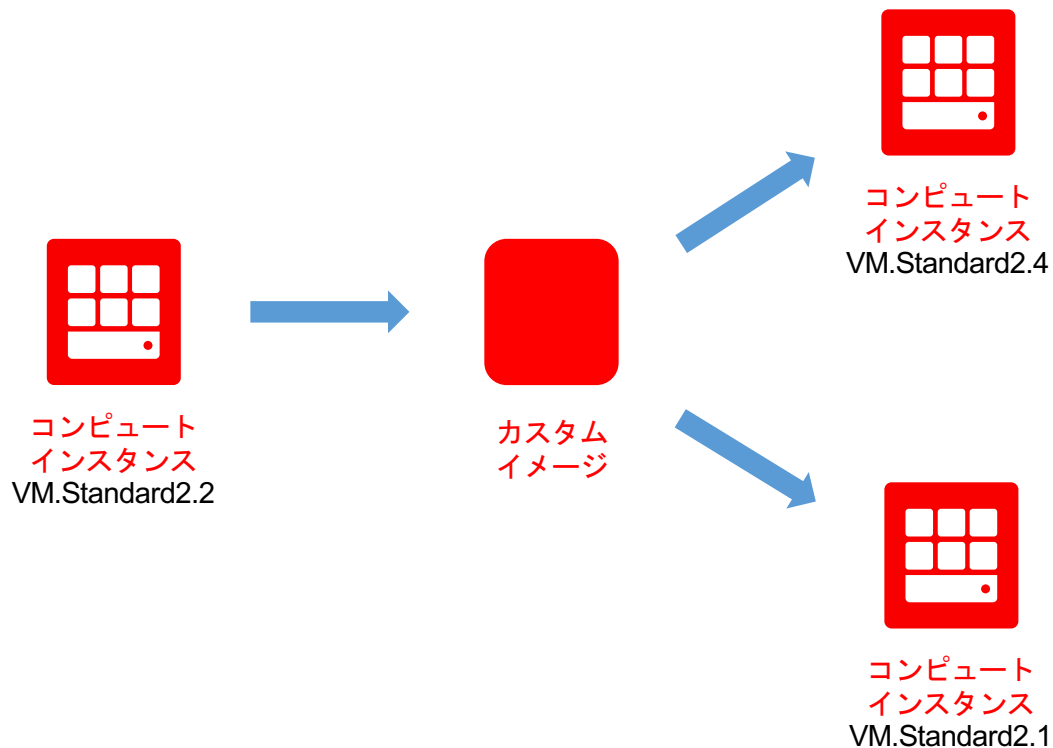 コンピュート
インスタンス
VM.Standard2.2
カスタム
イメージ
コンピュート
インスタンス
VM.Standard2.4
コンピュート
インスタンス
VM.Standard2.1